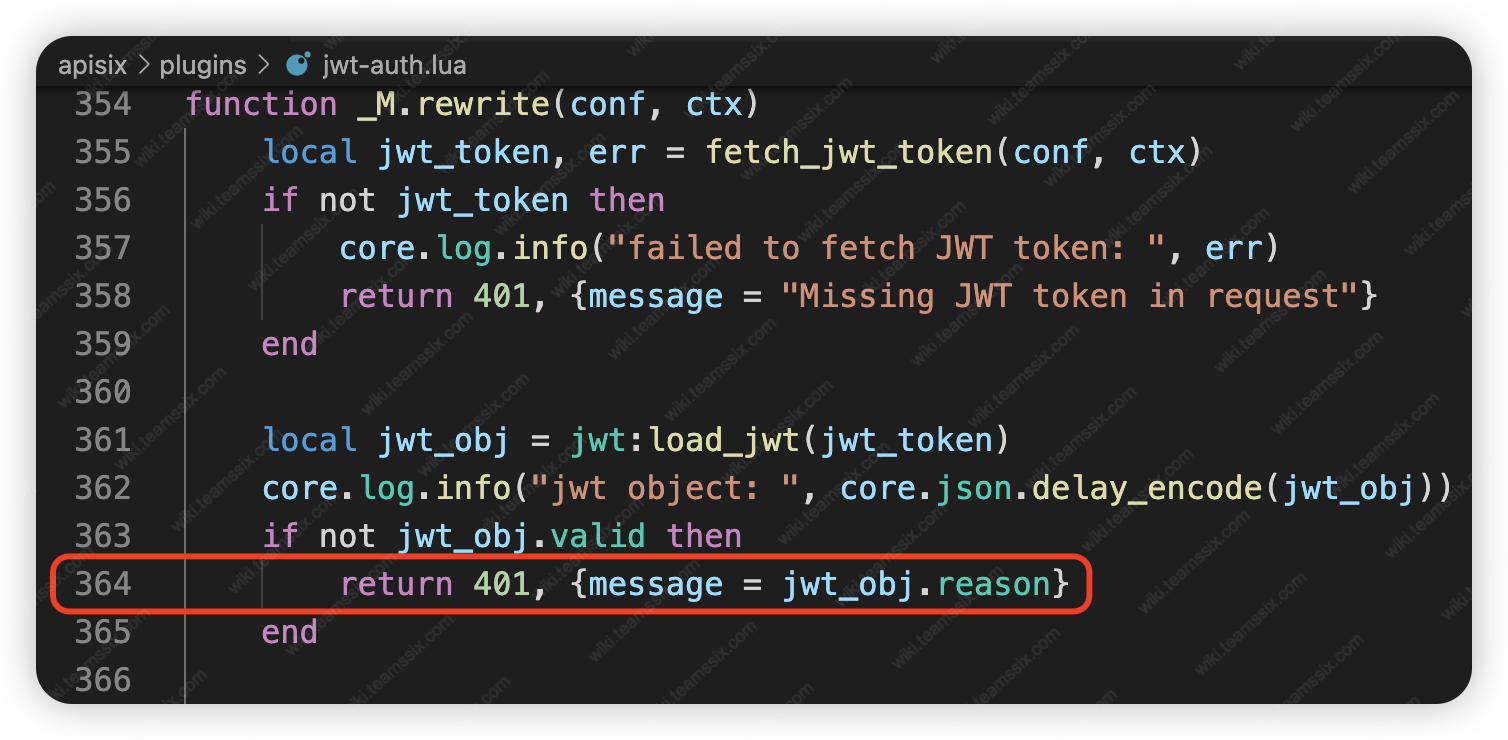 apisix > plugins > jwt-auth.lua
354 function _M.rewrite(conf, ctx)
355     local jwt_token, err = fetch_jwt_token(conf, ctx)
356     if not jwt_token then
357         core.log.info("failed to fetch JWT token: ", err)
358         return 401, {message = "Missing JWT token in request"}
359     end
360
361     local jwt_obj = jwt:load_jwt(jwt_token)
362     core.log.info("jwt object: ", core.json.delay_encode(jwt_obj))
363     if not jwt_obj.valid then
364         return 401, {message = jwt_obj.reason}
365     end
366
wiki.teamssix.com